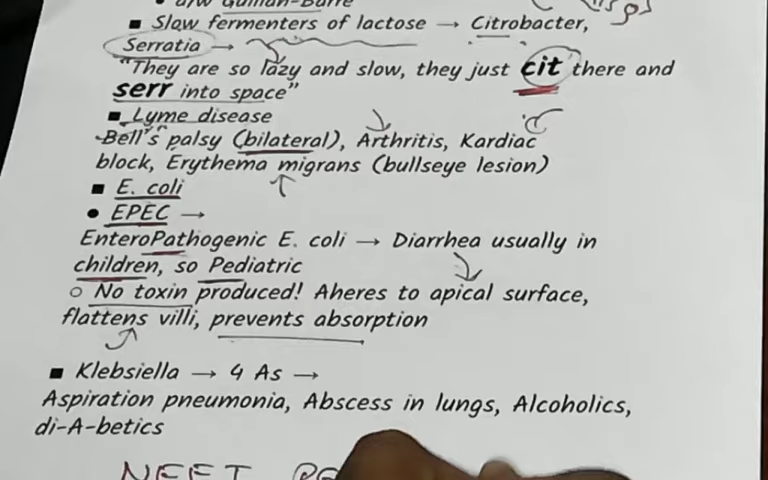 • a/w Guillian-Barre
■ Slow fermenters of lactose → Citrobacter,
Serratia →
"They are so lazy and slow, they just cit there and
serr into space"
■ Lyme disease
-Bell's palsy (bilateral), Arthritis, Kardiac
block, Erythema migrans (bullseye lesion)
■ E. coli
• EPEC →
EnteroPathogenic E. coli → Diarrhea usually in
children, so Pediatric
○ No toxin produced! Aheres to apical surface,
flattens villi, prevents absorption
■ Klebsiella → 4 As →
Aspiration pneumonia, Abscess in lungs, Alcoholics,
di-A-betics
NEET